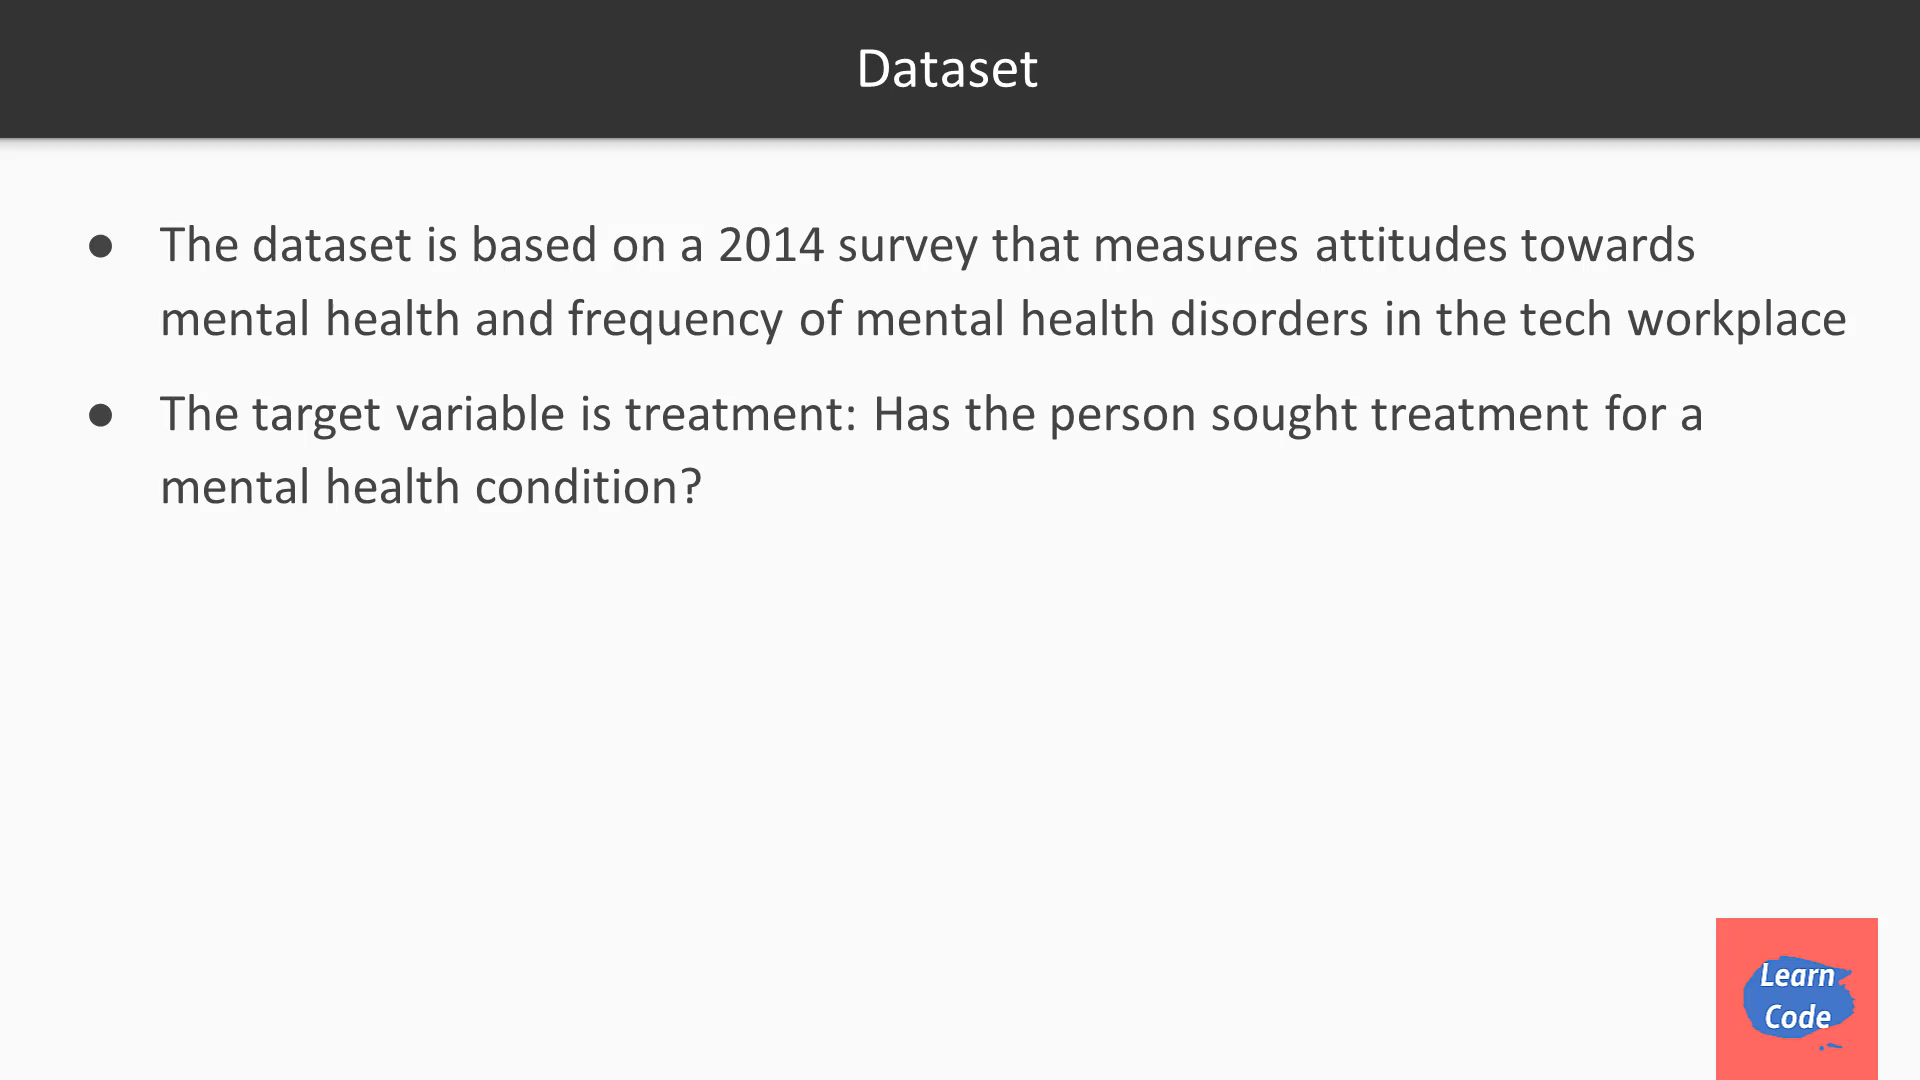 Dataset
● The dataset is based on a 2014 survey that measures attitudes towards
mental health and frequency of mental health disorders in the tech workplace
● The target variable is treatment: Has the person sought treatment for a
mental health condition?
Learn
Code